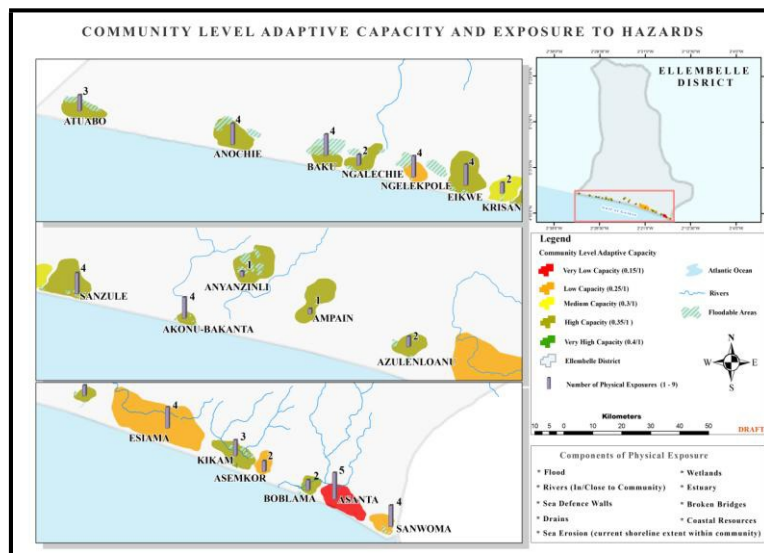 COMMUNITY LEVEL ADAPTIVE CAPACITY AND EXPOSURE TO HAZARDS
3
ATUABO
4
ANOCHIE
4
BAKU
2
NGALECHIE
4
NGELEKPOLE
4
EIKWE
2
KRISAN
ELLEMBELLE
DISRICT
4
SANZULE
1
ANYANZINLI
4
AKONU-BAKANTA
1
AMPAIN
2
AZULENLOANU
4
ESIAMA
3
KIKAM
2
ASEMKOR
2
BOBLAMA
5
ASANTA
4
SANWOMA
Legend
Community Level Adaptive Capacity
Very Low Capacity (0.15/1)
Low Capacity (0.25/1)
Medium Capacity (0.3/1)
High Capacity (0.35/1)
Very High Capacity (0.4/1)
Ellembelle District
Number of Physical Exposures (1 - 9)
Atlantic Ocean
Rivers
Floodable Areas
N
W E
S
Kilometers
10 5 0 10 20 30 40 50
DRAFT
Components of Physical Exposure
* Flood
* Rivers (In/Close to Community)
* Sea Defence Walls
* Drains
* Sea Erosion (current shoreline extent within community)
* Wetlands
* Estuary
* Broken Bridges
* Coastal Resources